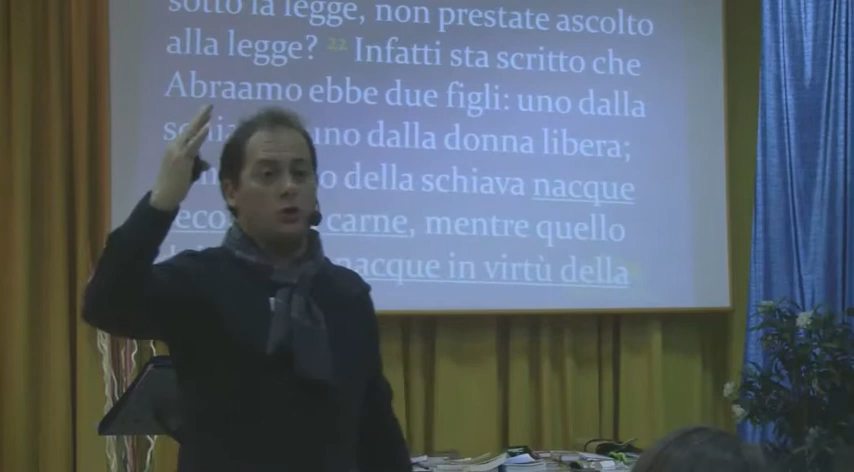 sotto la legge, non prestate ascolto
alla legge? 22 Infatti sta scritto che
Abraamo ebbe due figli: uno dalla
uno dalla donna libera;
della schiava nacque
carne, mentre quello
nacque in virtù della